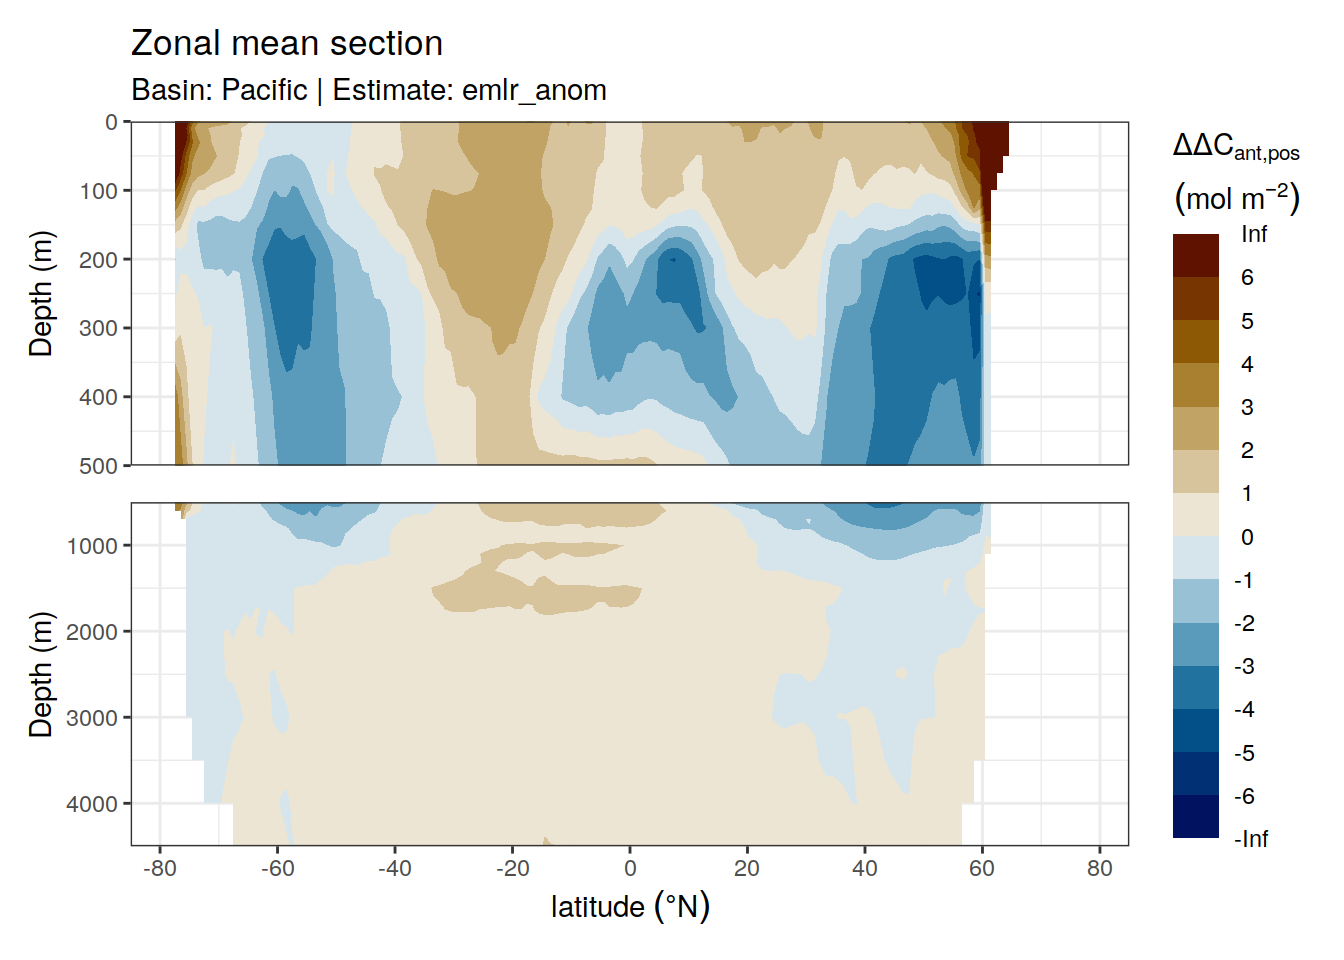 Zonal mean section
Basin: Pacific | Estimate: emlr_anom
ΔΔC_ant,pos
(mol m⁻²)
Inf
6
5
4
3
2
1
0
-1
-2
-3
-4
-5
-6
-Inf
Depth (m)
0
100
200
300
400
500
Depth (m)
1000
2000
3000
4000
-80 -60 -40 -20 0 20 40 60 80
latitude (°N)